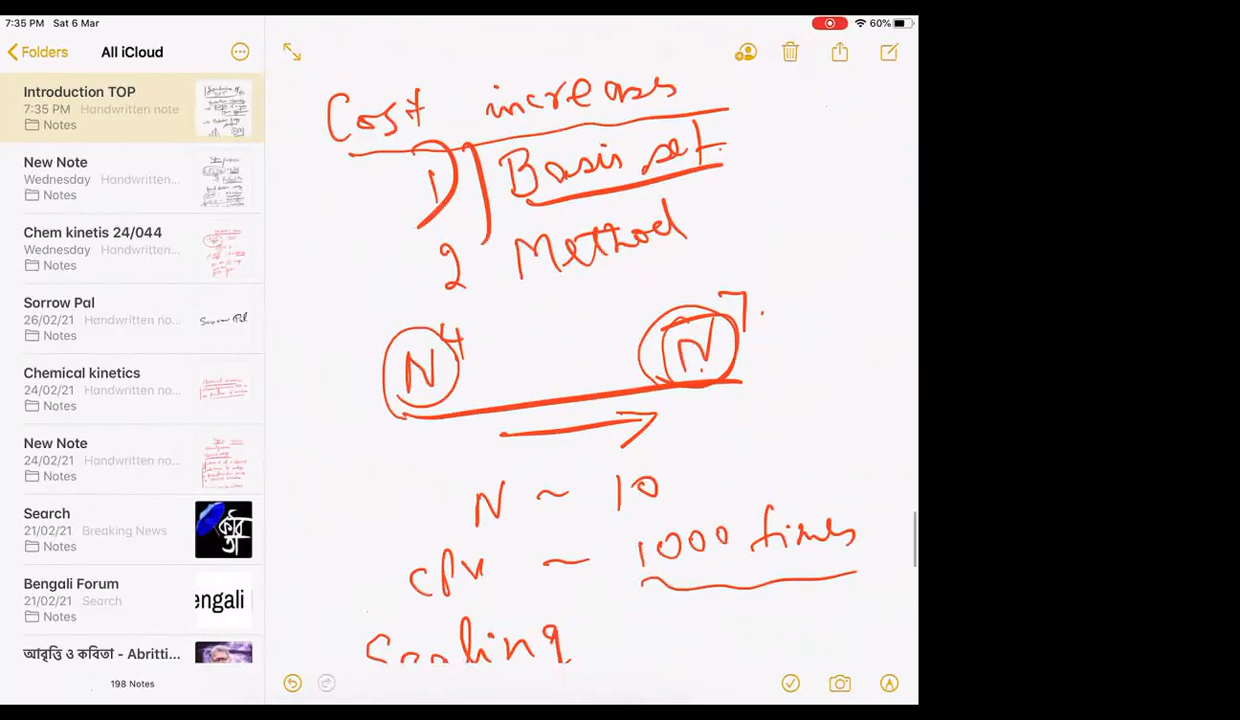 7:35 PM Sat 6 Mar
60%
Folders
All iCloud
Introduction TOP
7:35 PM Handwritten note
Notes
New Note
Wednesday Handwritten...
Notes
Chem kinetis 24/044
Wednesday Handwritten...
Notes
Sorrow Pal
26/02/21 Handwritten no...
Notes
Chemical kinetics
24/02/21 Handwritten no...
Notes
New Note
24/02/21 Handwritten no...
Notes
Search
21/02/21 Breaking News
Notes
Bengali Forum
21/02/21 Search
Notes
engali
আবৃত্তি ও কবিতা - Abritti...
198 Notes
Cost increases
1) Basis set.
2 Method
N4 N7
N ~ 10
CPU ~ 1000 times
Scaling